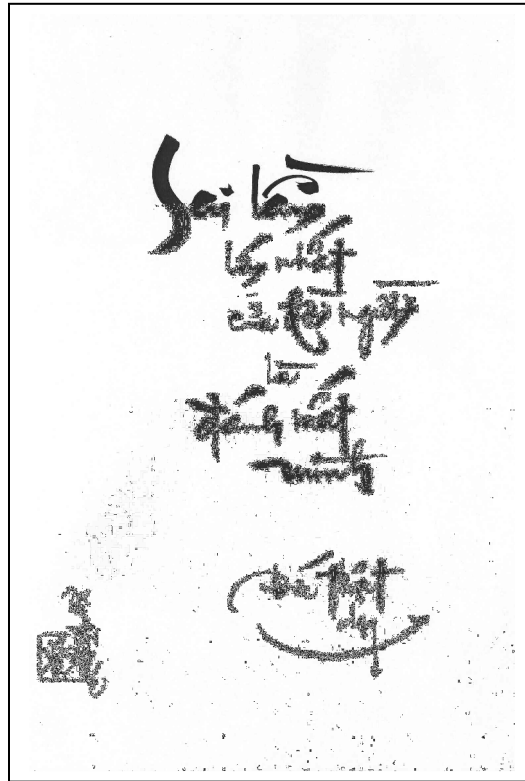 Sai lầm
lớn nhất
của đời người
là
đánh mất
mình
phật dạy